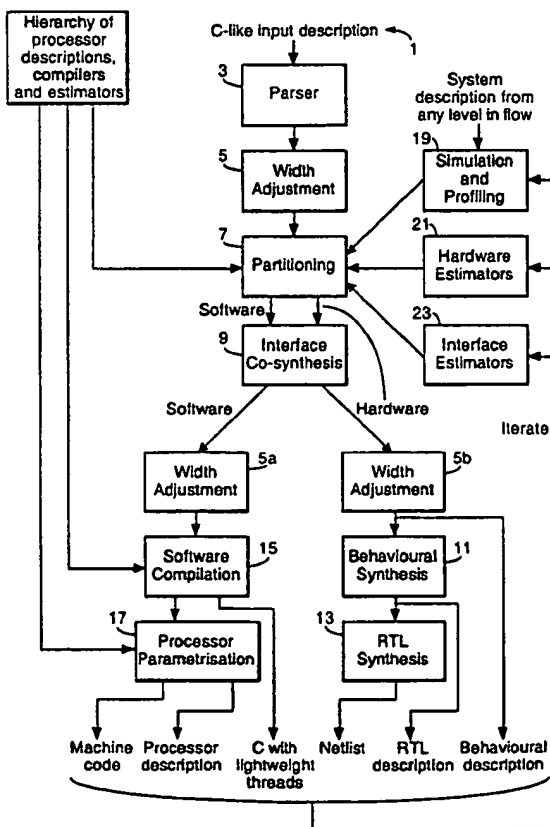 Hierarchy of
processor
descriptions,
compilers
and estimators
C-like input description
1
3
Parser
System
description from
any level in flow
5
Width
Adjustment
19
Simulation
and
Profiling
7
Partitioning
21
Hardware
Estimators
Software
23
Interface
Estimators
9
Interface
Co-synthesis
Software
Hardware
Iterate
5a
Width
Adjustment
5b
Width
Adjustment
15
Software
Compilation
11
Behavioural
Synthesis
17
Processor
Parametrisation
13
RTL
Synthesis
Machine
code
Processor
description
C with
lightweight
threads
Netlist
RTL
description
Behavioural
description